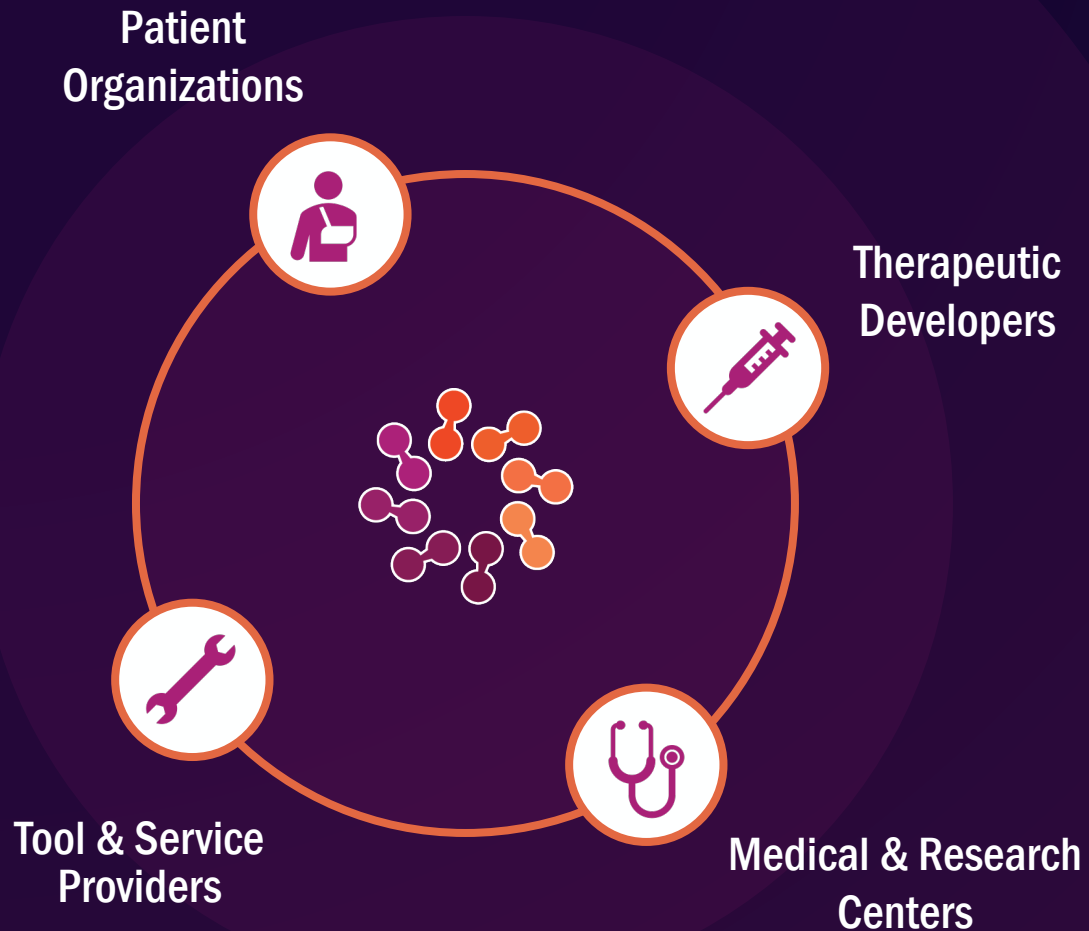 Patient
Organizations
Therapeutic
Developers
Tool & Service
Providers
Medical & Research
Centers